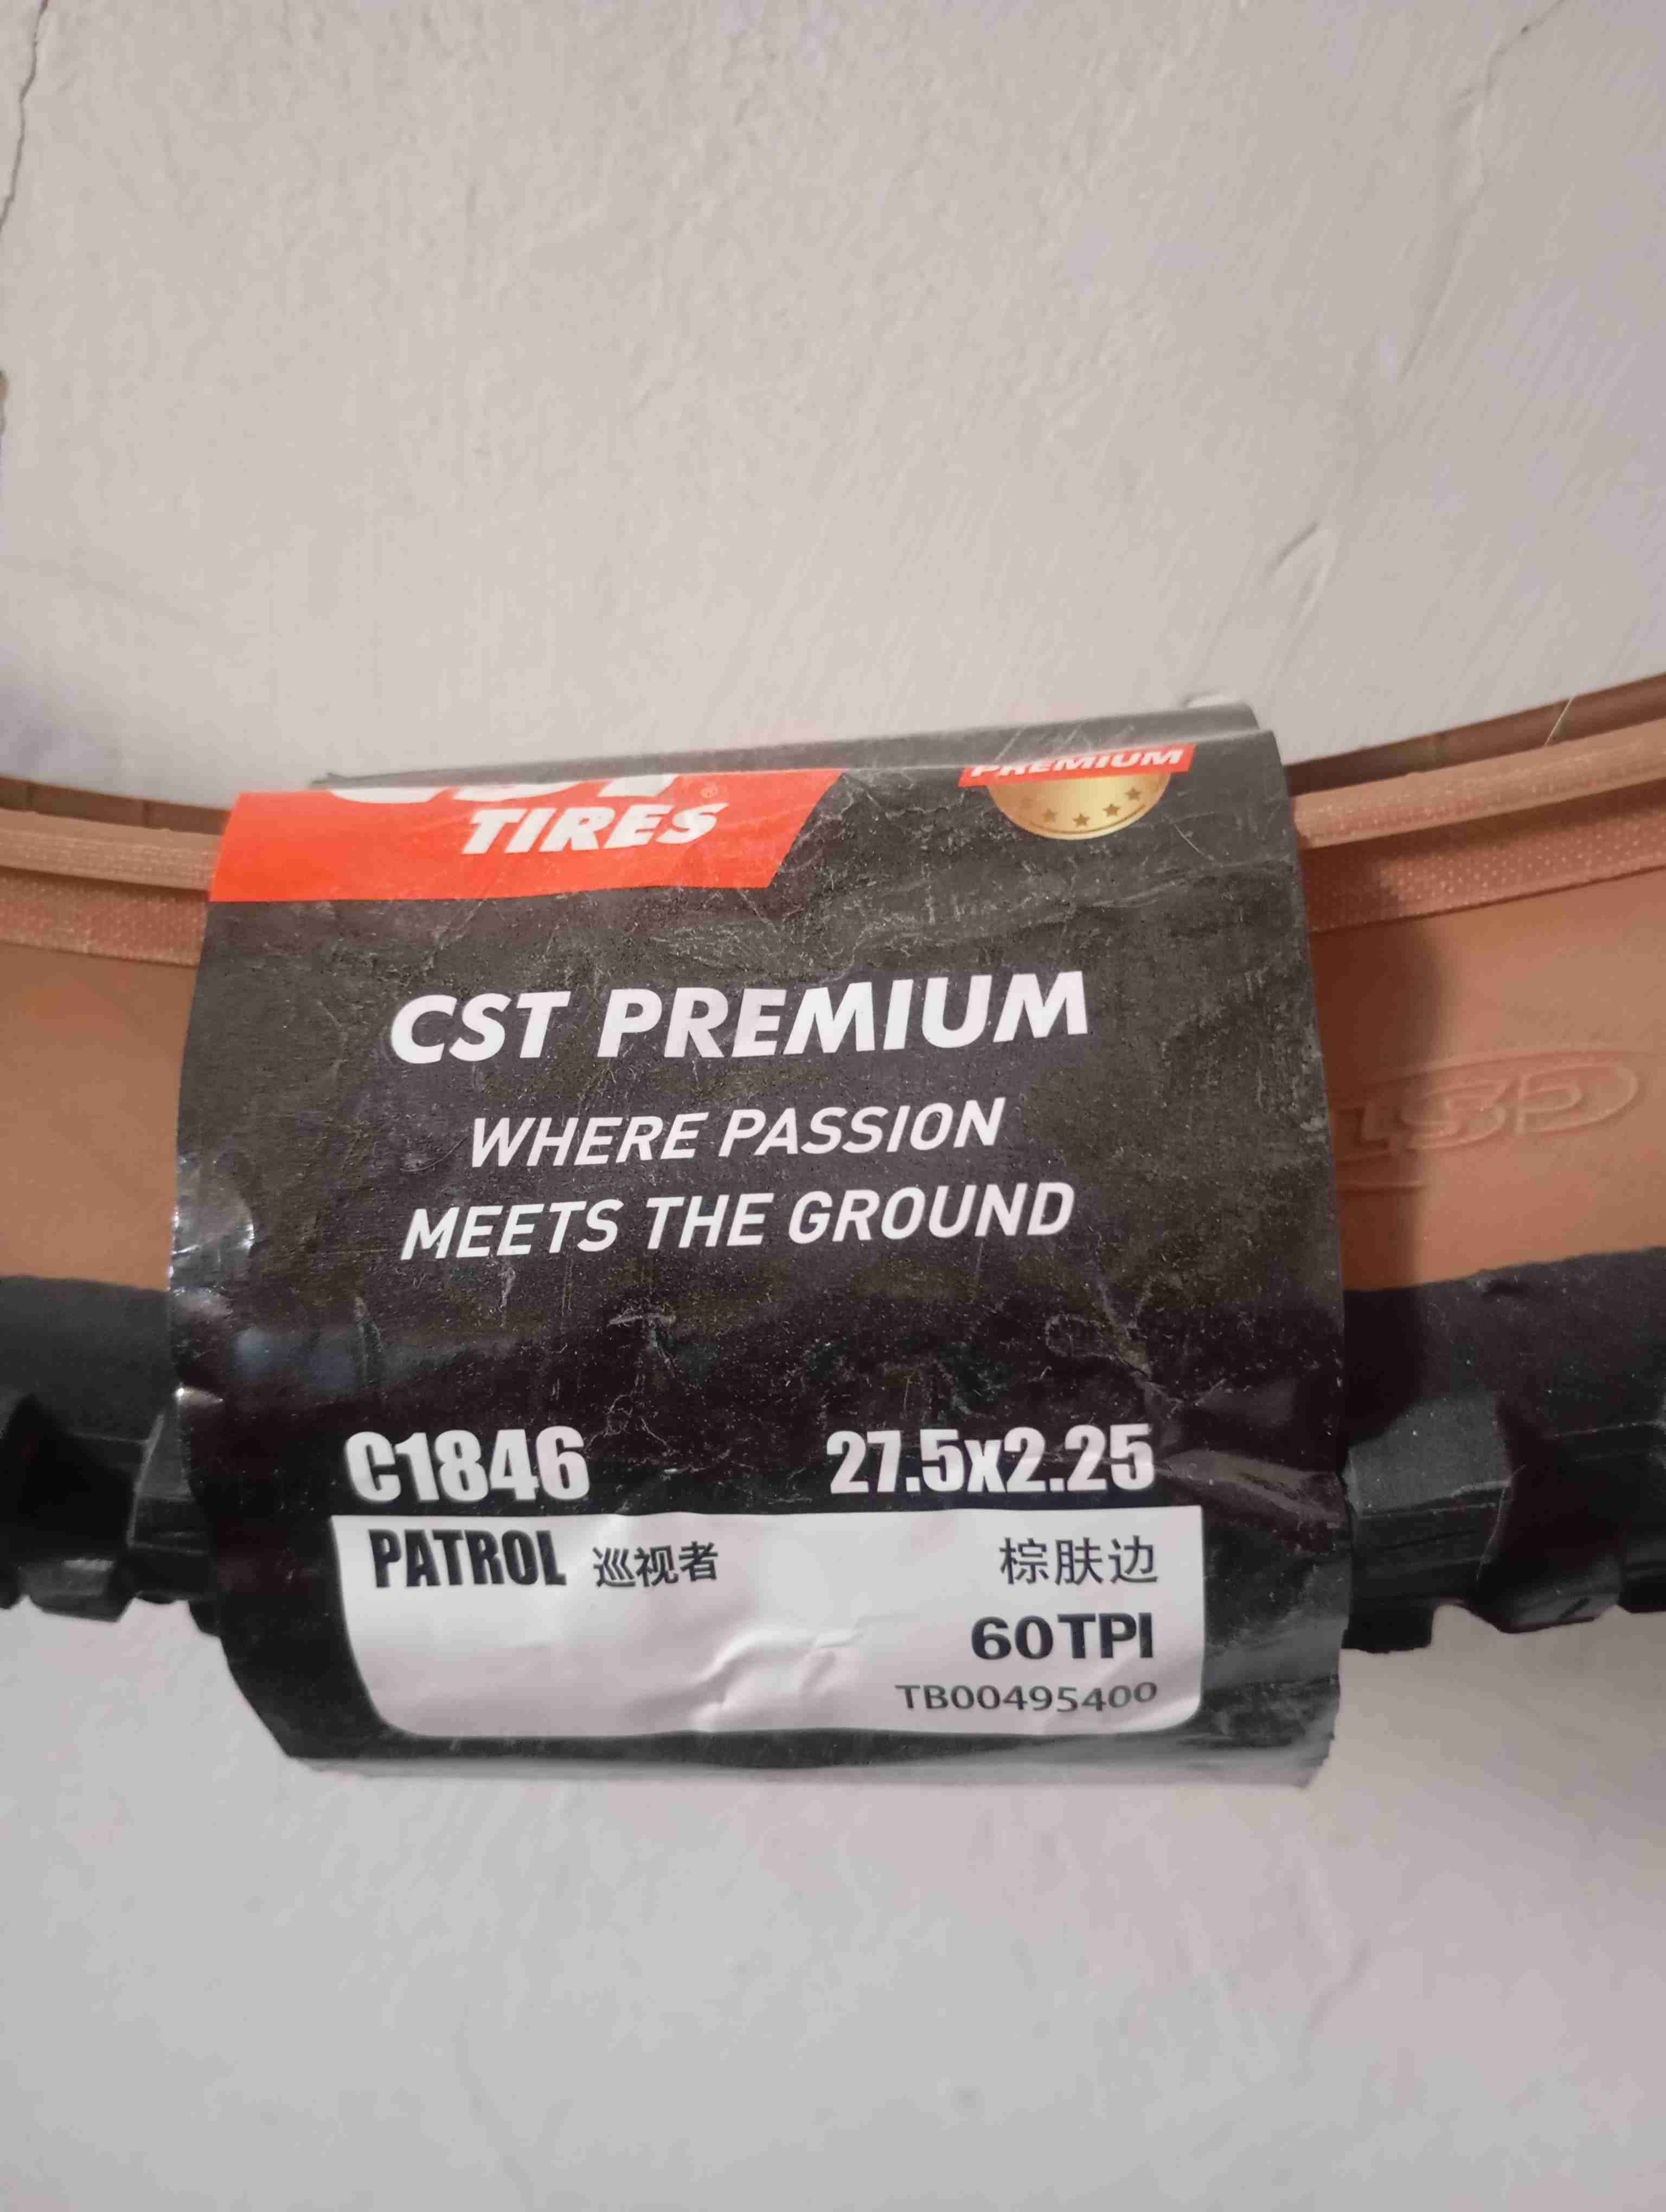 TIRES
PREMIUM
CST PREMIUM
WHERE PASSION
MEETS THE GROUND
C1846 27.5x2.25
PATROL 巡视者 棕肤边
60TPI
TB00495400